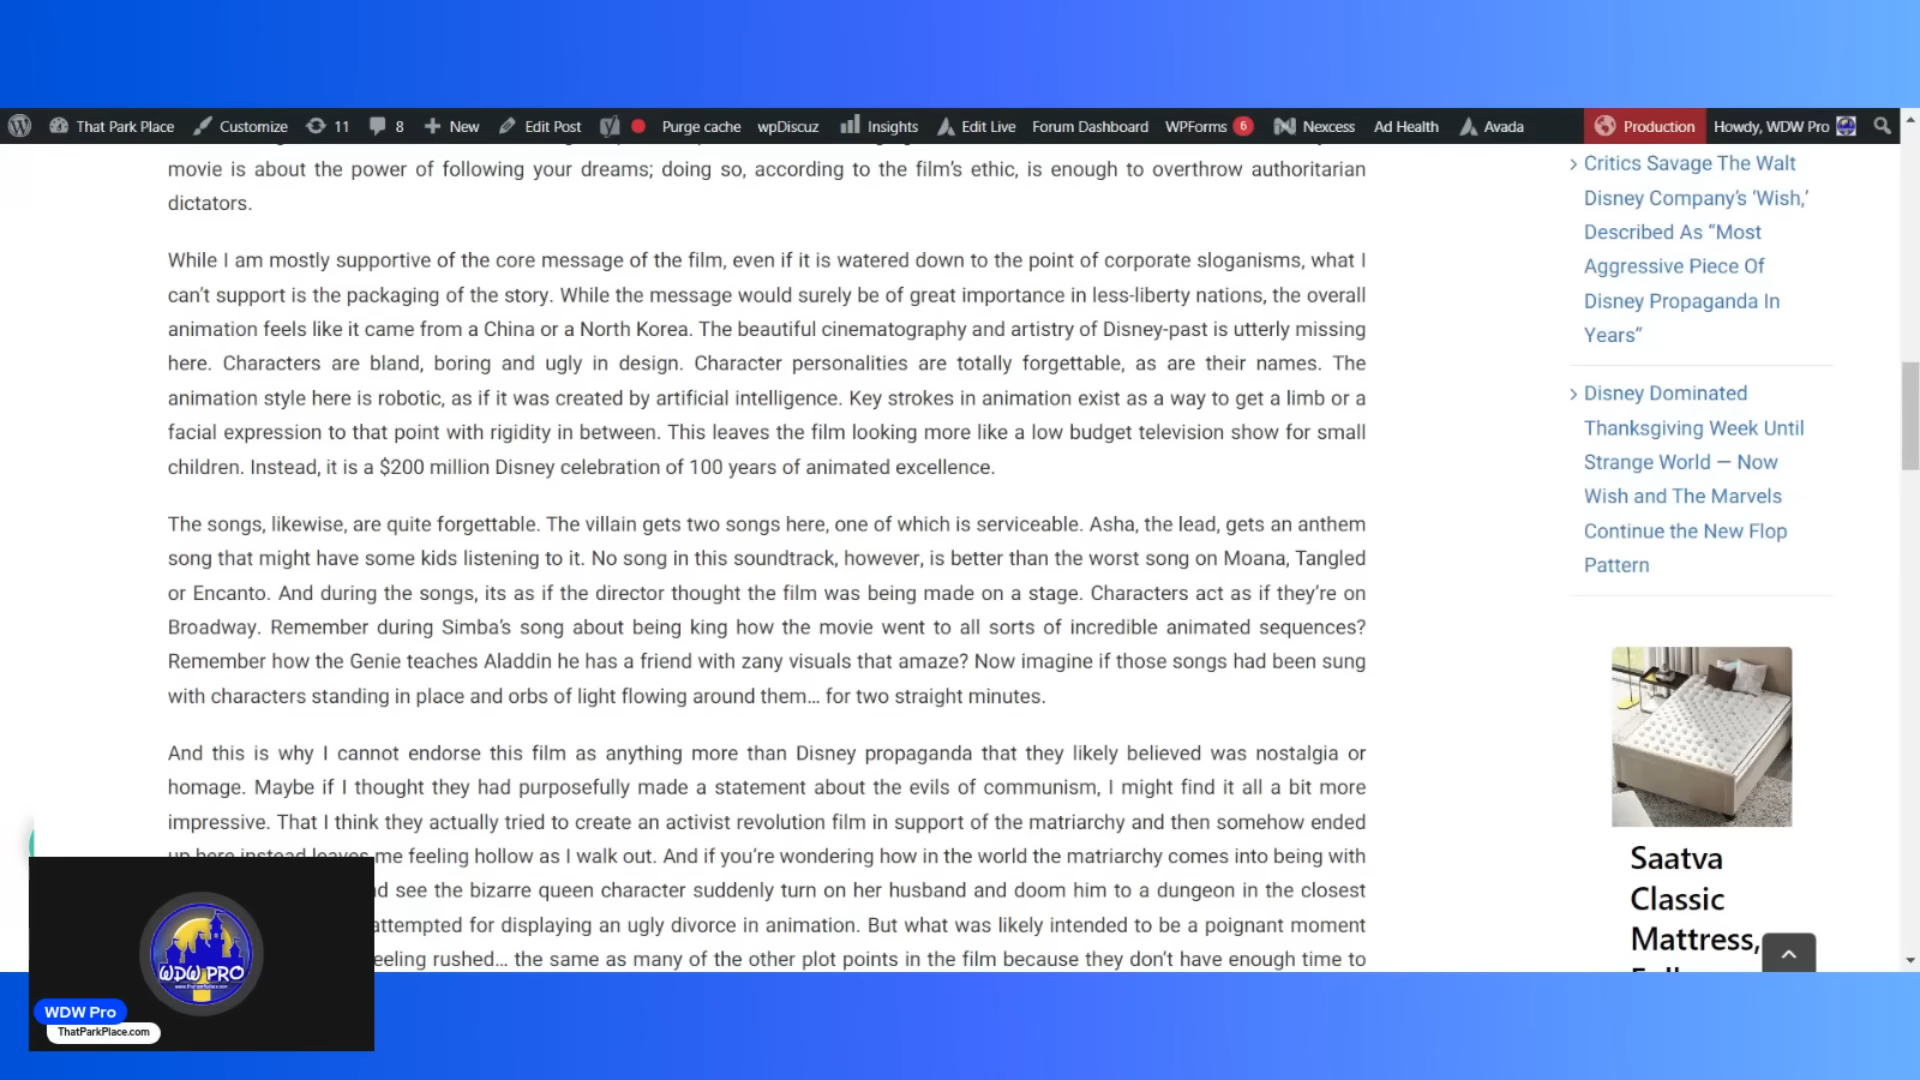 That Park Place Customize 11 8 New Edit Post Purge cache wpDiscuz Insights Edit Live Forum Dashboard WPForms 6 Nexcess Ad Health Avada Production Howdy, WDW Pro
movie is about the power of following your dreams; doing so, according to the film's ethic, is enough to overthrow authoritarian
dictators.
While I am mostly supportive of the core message of the film, even if it is watered down to the point of corporate sloganisms, what I
can't support is the packaging of the story. While the message would surely be of great importance in less-liberty nations, the overall
animation feels like it came from a China or a North Korea. The beautiful cinematography and artistry of Disney-past is utterly missing
here. Characters are bland, boring and ugly in design. Character personalities are totally forgettable, as are their names. The
animation style here is robotic, as if it was created by artificial intelligence. Key strokes in animation exist as a way to get a limb or a
facial expression to that point with rigidity in between. This leaves the film looking more like a low budget television show for small
children. Instead, it is a $200 million Disney celebration of 100 years of animated excellence.
The songs, likewise, are quite forgettable. The villain gets two songs here, one of which is serviceable. Asha, the lead, gets an anthem
song that might have some kids listening to it. No song in this soundtrack, however, is better than the worst song on Moana, Tangled
or Encanto. And during the songs, its as if the director thought the film was being made on a stage. Characters act as if they're on
Broadway. Remember during Simba's song about being king how the movie went to all sorts of incredible animated sequences?
Remember how the Genie teaches Aladdin he has a friend with zany visuals that amaze? Now imagine if those songs had been sung
with characters standing in place and orbs of light flowing around them... for two straight minutes.
And this is why I cannot endorse this film as anything more than Disney propaganda that they likely believed was nostalgia or
homage. Maybe if I thought they had purposefully made a statement about the evils of communism, I might find it all a bit more
impressive. That I think they actually tried to create an activist revolution film in support of the matriarchy and then somehow ended
up here instead leaves me feeling hollow as I walk out. And if you're wondering how in the world the matriarchy comes into being with
see the bizarre queen character suddenly turn on her husband and doom him to a dungeon in the closest
attempted for displaying an ugly divorce in animation. But what was likely intended to be a poignant moment
eeling rushed... the same as many of the other plot points in the film because they don't have enough time to
Critics Savage The Walt
Disney Company's 'Wish,'
Described As "Most
Aggressive Piece Of
Disney Propaganda In
Years"
Disney Dominated
Thanksgiving Week Until
Strange World — Now
Wish and The Marvels
Continue the New Flop
Pattern
Saatva
Classic
Mattress,
WDW PRO
www.thatparkplace.com
WDW Pro
ThatParkPlace.com